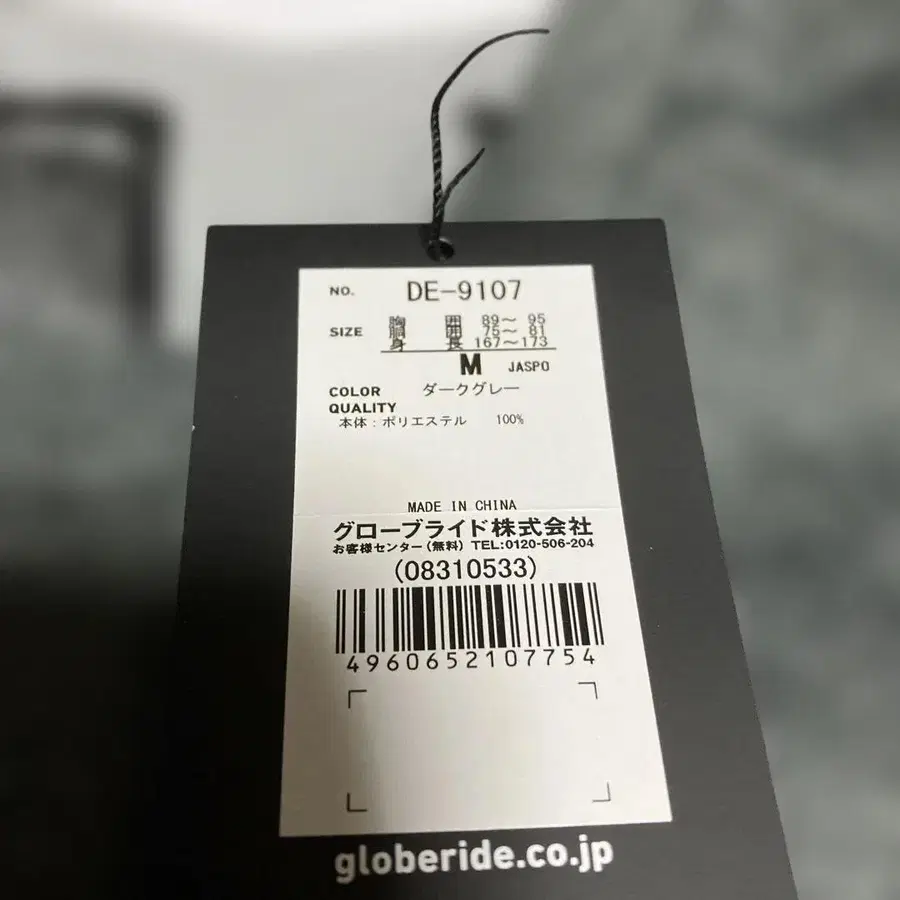 NO. DE-9107
SIZE 胸囲 89〜 95
胴囲 75〜 81
身長 167〜173
M JASPO
COLOR ダークグレー
QUALITY
本体：ポリエステル 100%
MADE IN CHINA
グローブライド株式会社
お客様センター(無料) TEL:0120-506-204
(08310533)
4960652107754
globeride.co.jp